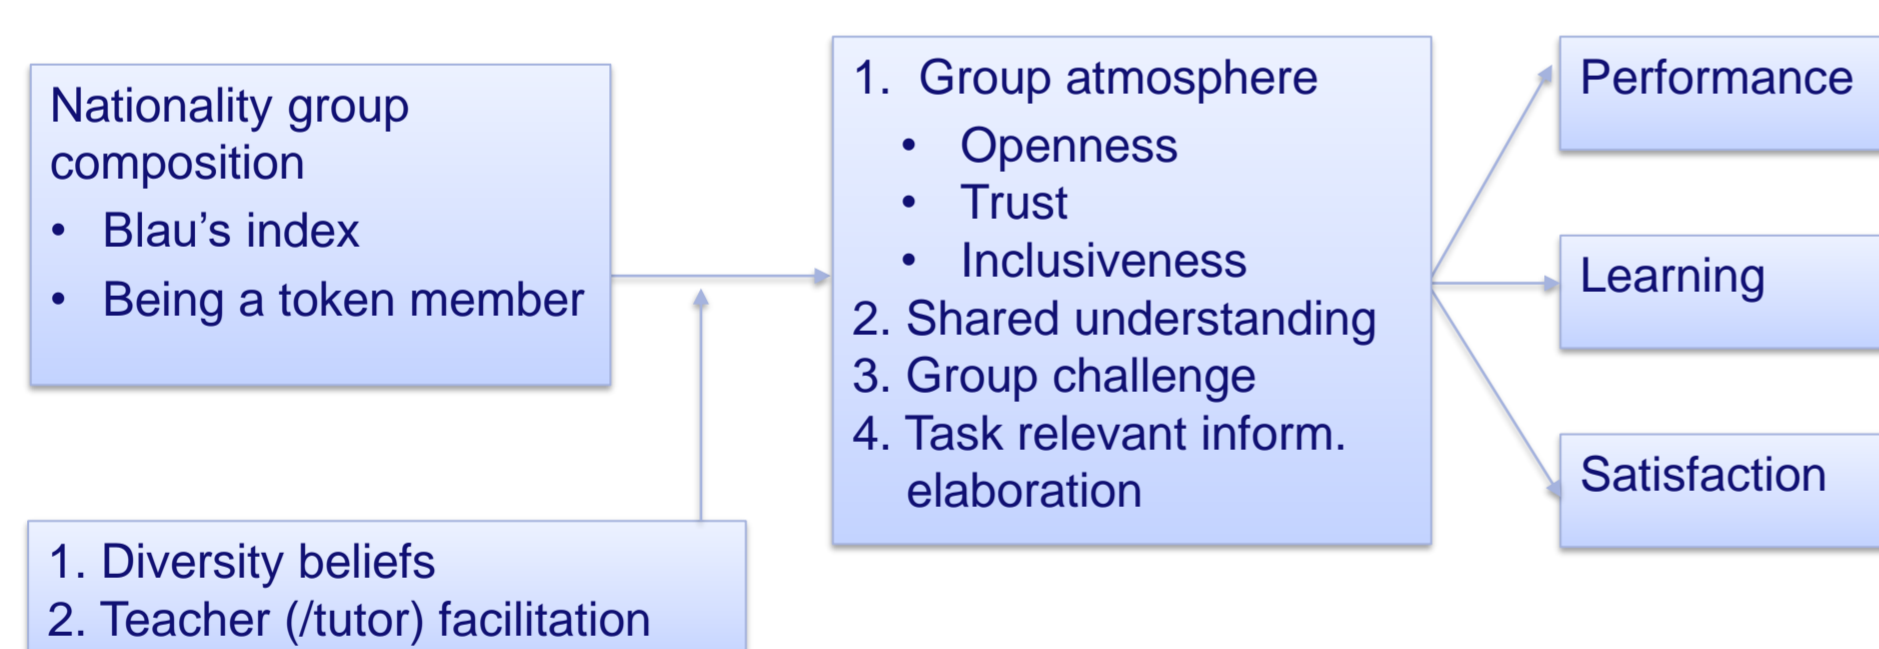 Nationality group
composition
• Blau's index
• Being a token member
1. Diversity beliefs
2. Teacher (/tutor) facilitation
1. Group atmosphere
• Openness
• Trust
• Inclusiveness
2. Shared understanding
3. Group challenge
4. Task relevant inform.
elaboration
Performance
Learning
Satisfaction